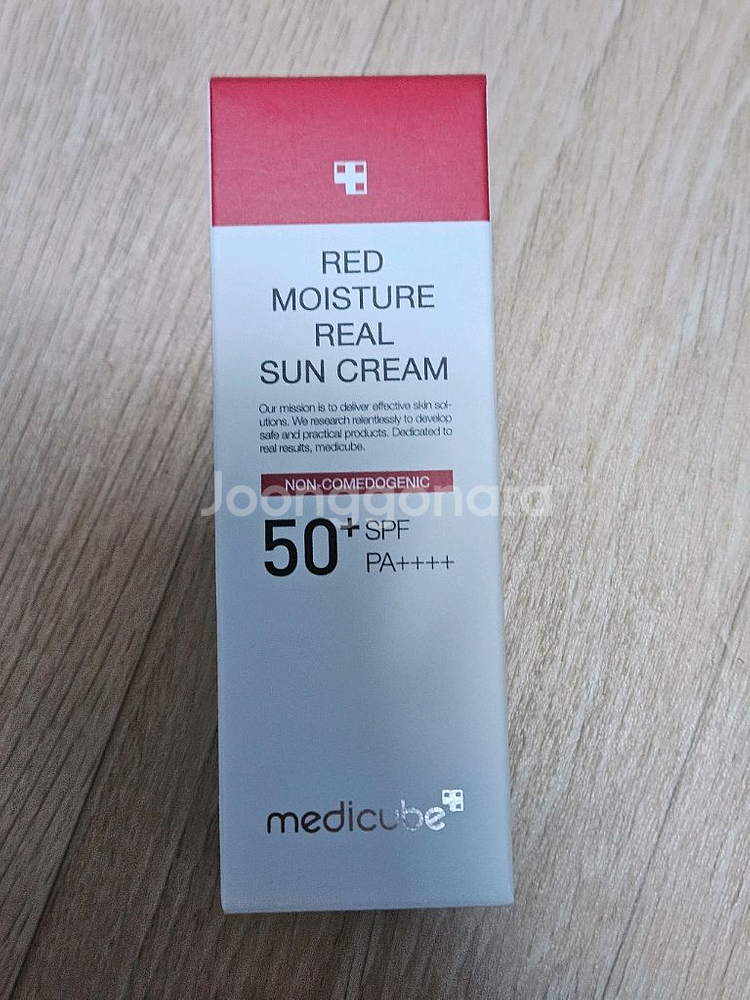 RED
MOISTURE
REAL
SUN CREAM
Our mission is to deliver effective skin sol-
utions. We research relentlessly to develop
safe and practical products. Dedicated to
real results, medicube.
NON-COMEDOGENIC
Joonggonara
50+ SPF
PA++++
medicube